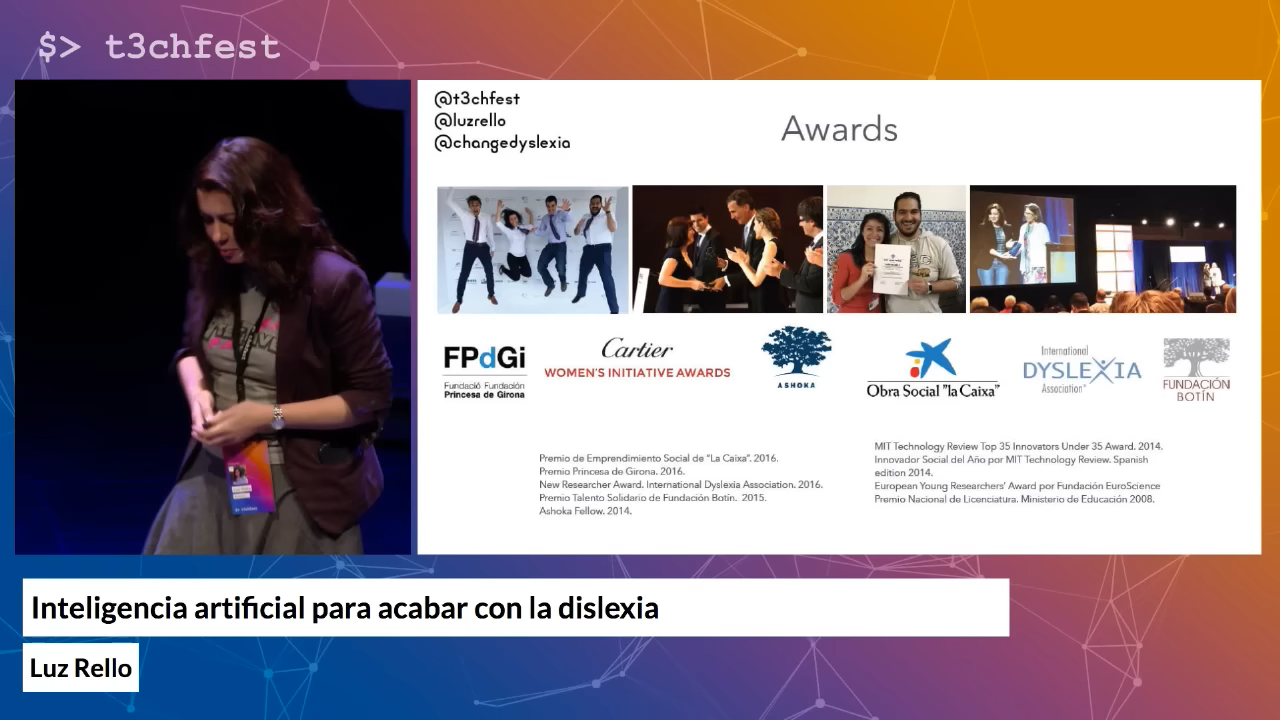 $> t3chfest
@t3chfest
@luzrello
@changedyslexia
Awards
FPdGi
Fundació Fundación
Princesa de Girona
Cartier
WOMEN'S INITIATIVE AWARDS
ASHOKA
Obra Social "la Caixa"
International
DYSLEXIA
Association
FUNDACIÓN
BOTÍN
Premio de Emprendimiento Social de “La Caixa”. 2016.
Premio Princesa de Girona. 2016.
New Researcher Award. International Dyslexia Association. 2016.
Premio Talento Solidario de Fundación Botín. 2015.
Ashoka Fellow. 2014.
MIT Technology Review Top 35 Innovators Under 35 Award. 2014.
Innovador Social del Año por MIT Technology Review. Spanish
edition 2014.
European Young Researchers' Award por Fundación EuroScience
Premio Nacional de Licenciatura. Ministerio de Educación 2008.
Inteligencia artificial para acabar con la dislexia
Luz Rello